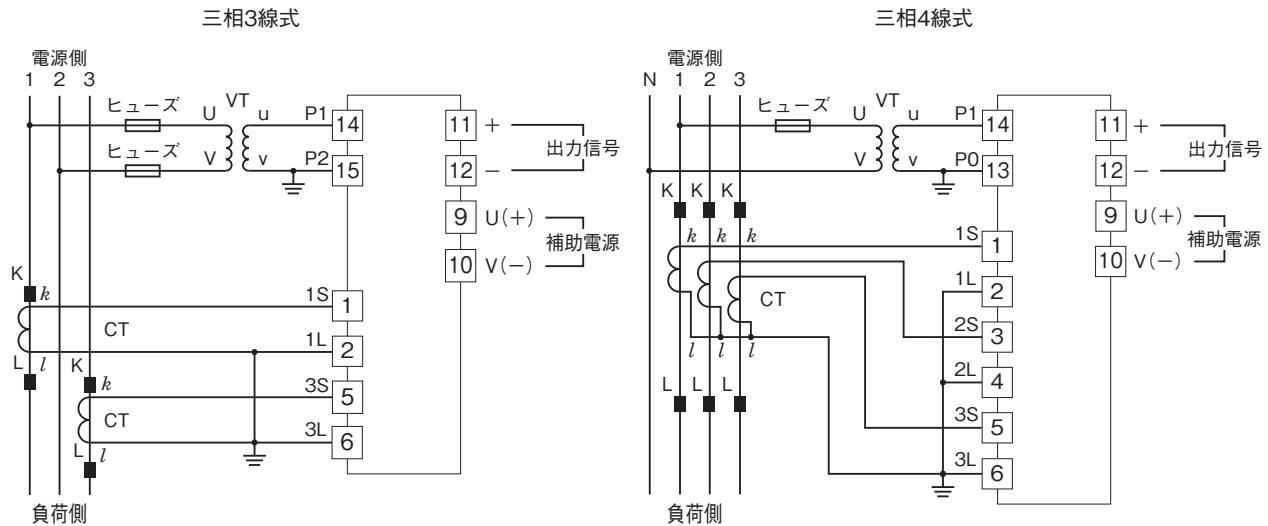 三相3線式
電源側
1 2 3
ヒューズ U VT u P1 14 11 +
出力信号
ヒューズ V v P2 15 12 −
9 U(+)
補助電源
10 V(−)
K k 1S 1
CT
L l 1L 2
K k 3S 5
CT
L l 3L 6
負荷側
三相4線式
電源側
N 1 2 3
ヒューズ U VT u P1 14 11 +
出力信号
V v P0 13 12 −
K K K 9 U(+)
補助電源
k k k 1S 1 10 V(−)
CT 1L 2
l l l 2S 3
L L L 2L 4
3S 5
3L 6
負荷側